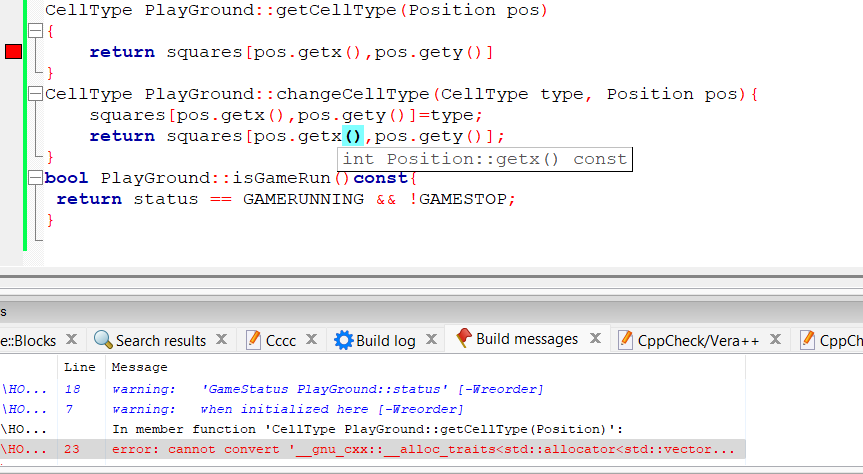 CellType PlayGround::getCellType(Position pos)
{
return squares[pos.getx(),pos.gety()]
}
CellType PlayGround::changeCellType(CellType type, Position pos){
squares[pos.getx(),pos.gety()]=type;
return squares[pos.getx(),pos.gety()];
}
int Position::getx() const
bool PlayGround::isGameRun()const{
return status == GAMERUNNING && !GAMESTOP;
}
s
e::Blocks X Search results X Cccc X Build log X Build messages X CppCheck/Vera++ X CppCh
Line Message
\HO... 18 warning: 'GameStatus PlayGround::status' [-Wreorder]
\HO... 7 warning: when initialized here [-Wreorder]
\HO... In member function 'CellType PlayGround::getCellType(Position)':
\HO... 23 error: cannot convert '__gnu_cxx::__alloc_traits<std::allocator<std::vector...